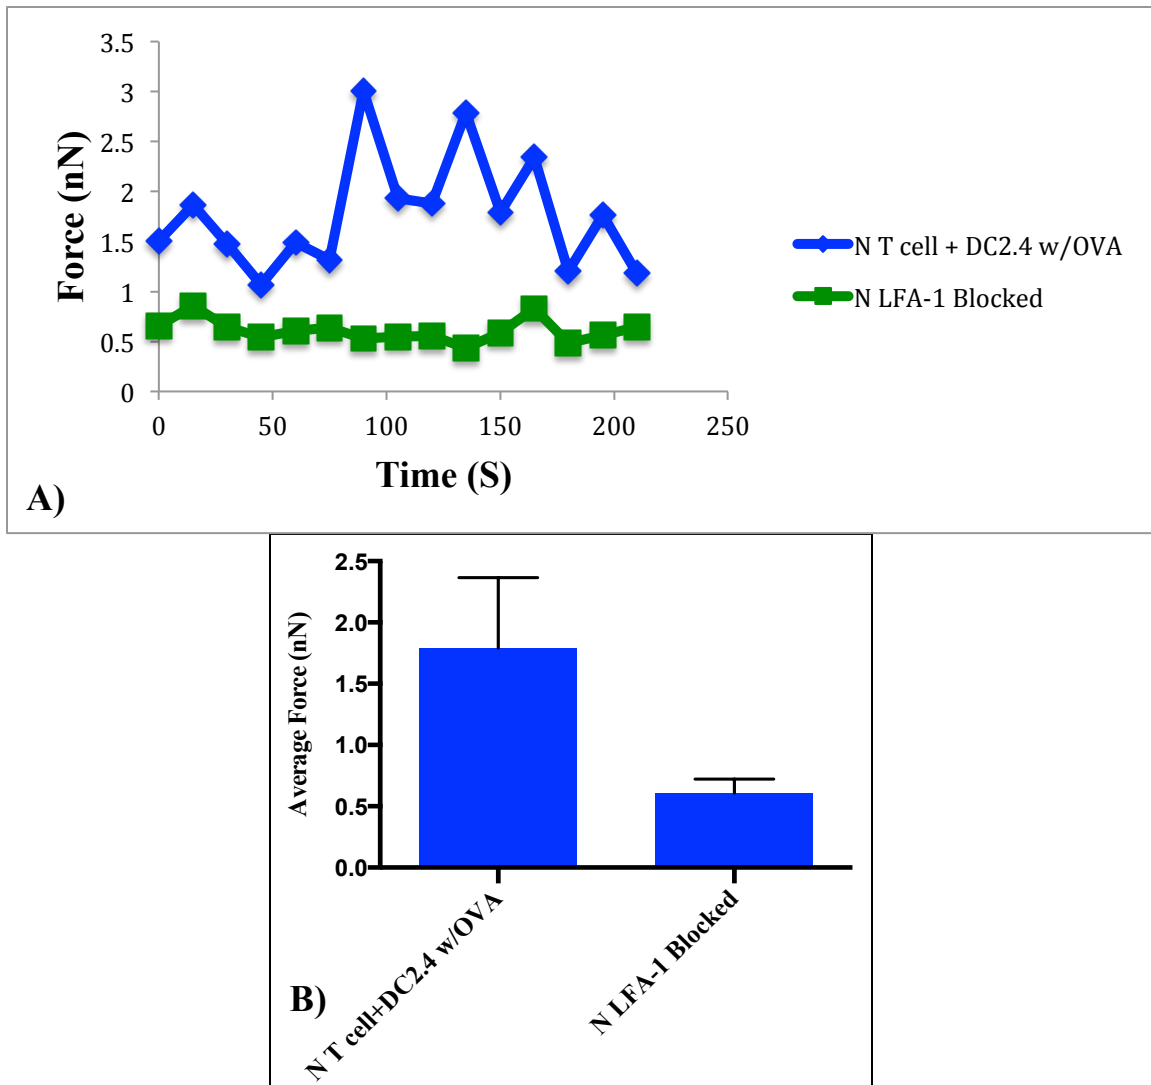 3.5
3
2.5
2
1.5
1
0.5
0
Force (nN)
0 50 100 150 200 250
Time (S)
N T cell + DC2.4 w/OVA
N LFA-1 Blocked
A)
2.5
2.0
1.5
1.0
0.5
0.0
Average Force (nN)
N T cell+DC2.4 w/OVA
N LFA-1 Blocked
B)